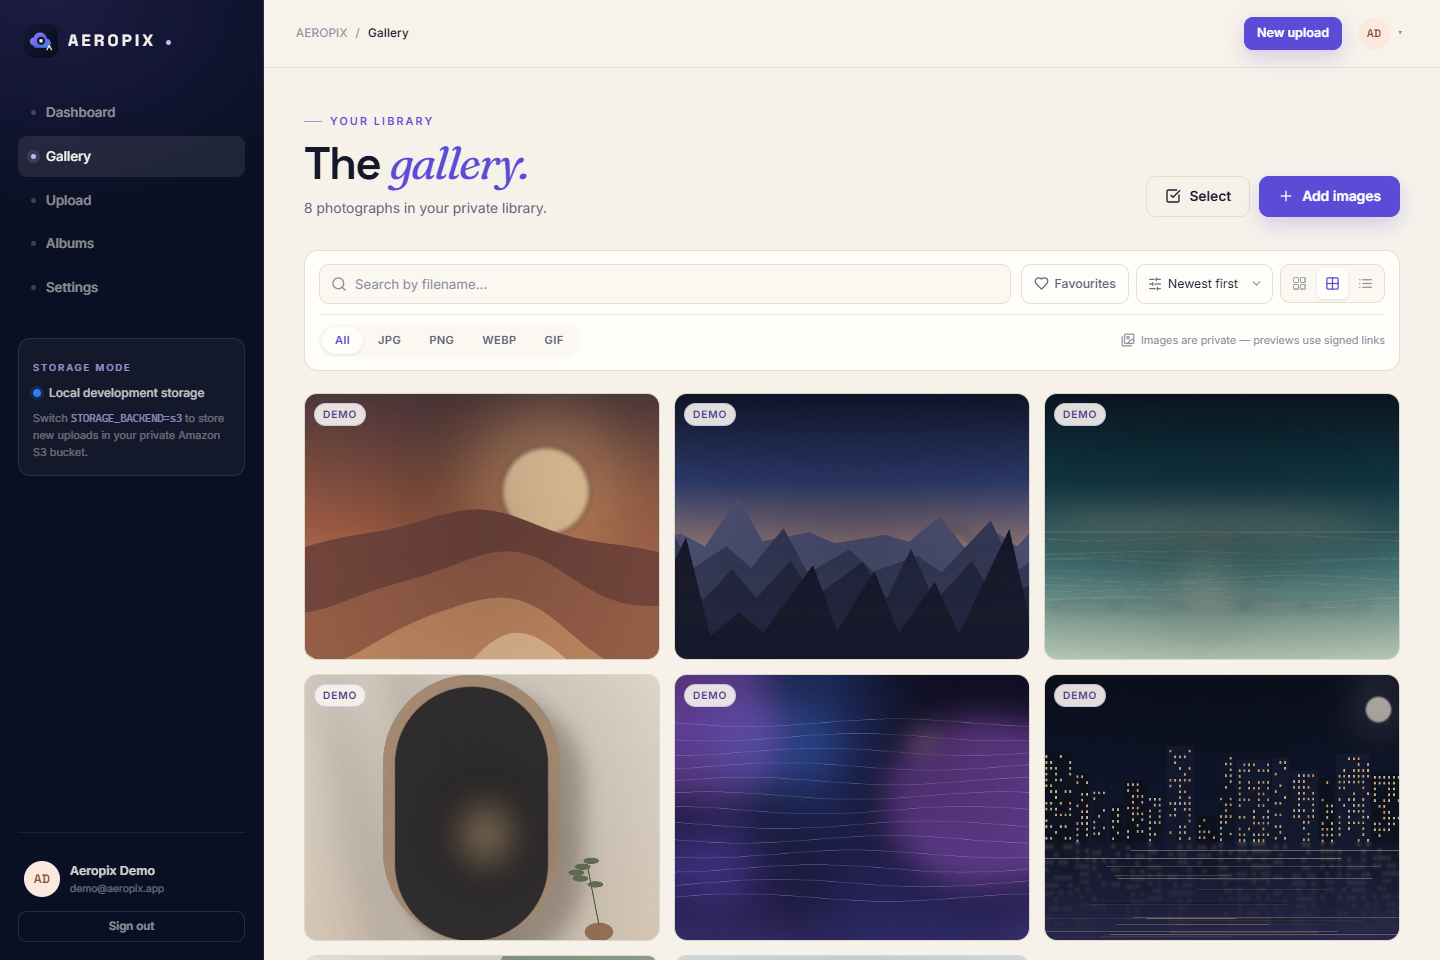 AEROPIX
Dashboard
Gallery
Upload
Albums
Settings
STORAGE MODE
Local development storage
Switch STORAGE_BACKEND=s3 to store
new uploads in your private Amazon
S3 bucket.
AD
Aeropix Demo
demo@aeropix.app
Sign out
AEROPIX / Gallery
New upload
AD
YOUR LIBRARY
The gallery.
8 photographs in your private library.
Select
Add images
Search by filename...
Favourites
Newest first
All
JPG
PNG
WEBP
GIF
Images are private — previews use signed links
DEMO
DEMO
DEMO
DEMO
DEMO
DEMO